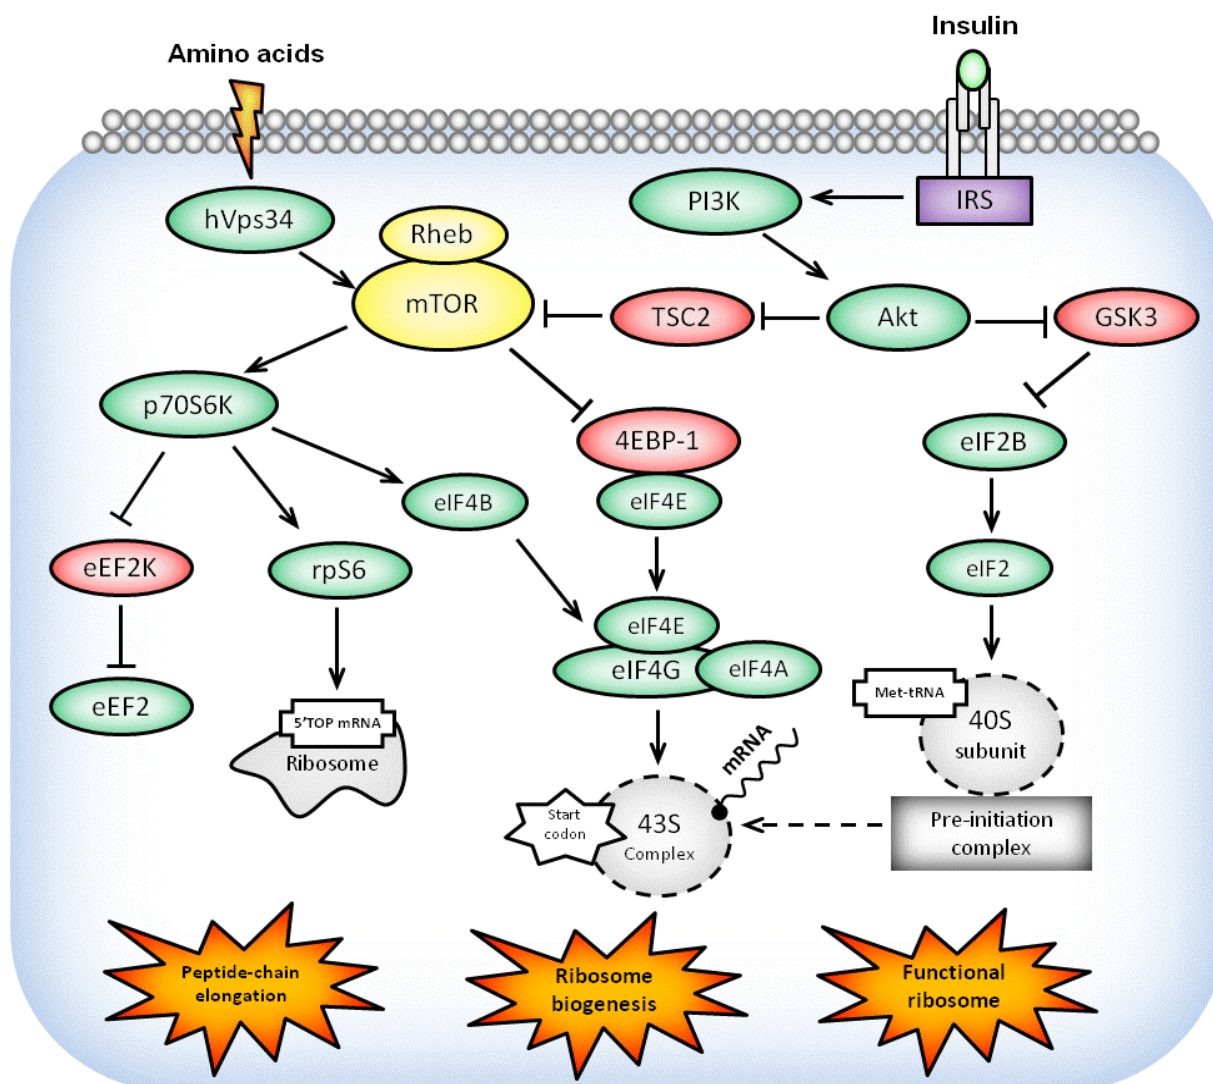 Insulin
Amino acids
hVps34
Rheb
mTOR
PI3K
IRS
TSC2
Akt
GSK3
p70S6K
4EBP-1
eIF4E
eIF4B
eIF2B
eEF2K
rpS6
eIF2
eIF4E
eIF4G
eIF4A
eEF2
5'TOP mRNA
Ribosome
Met-tRNA
40S
subunit
mRNA
Start
codon
43S
Complex
Pre-initiation
complex
Peptide-chain
elongation
Ribosome
biogenesis
Functional
ribosome